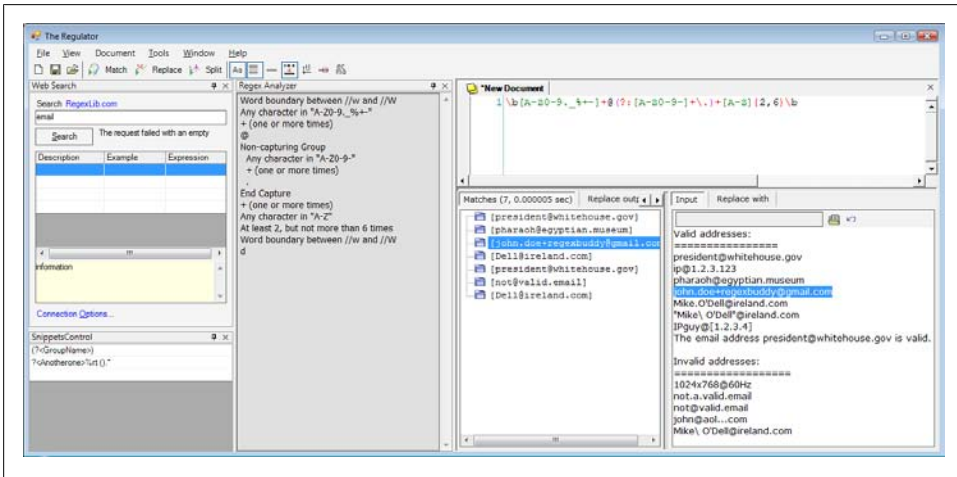 The Regulator
File View Document Tools Window Help
Match Replace Split
Web Search
Search RegexLib.com
email
Search The request failed with an empty
Description Example Expression
Information
Connection Options...
SnippetsControl
(?<GroupName>)
?<Anotherone>%rt ().*
Regex Analyzer
Word boundary between //w and //W
Any character in "A-Z0-9._%+-"
+ (one or more times)
@
Non-capturing Group
Any character in "A-Z0-9-"
+ (one or more times)
.
End Capture
+ (one or more times)
Any character in "A-Z"
At least 2, but not more than 6 times
Word boundary between //w and //W
d
*New Document
1 \b[A-Z0-9._%+-]+@(?:[A-Z0-9-]+\.)+[A-Z]{2,6}\b
Matches (7, 0.000005 sec) Replace outp
[president@whitehouse.gov]
[pharaoh@egyptian.museum]
[john.doe+regexbuddy@gmail.com
[Dell@ireland.com]
[president@whitehouse.gov]
[not@valid.email]
[Dell@ireland.com]
Input Replace with
Valid addresses:
================
president@whitehouse.gov
ip@1.2.3.123
pharaoh@egyptian.museum
john.doe+regexbuddy@gmail.com
Mike.O'Dell@ireland.com
"Mike\ O'Dell"@ireland.com
IPguy@[1.2.3.4]
The email address president@whitehouse.gov is valid.
Invalid addresses:
==================
1024x768@60Hz
not.a.valid.email
not@valid.email
john@aol...com
Mike\ O'Dell@ireland.com